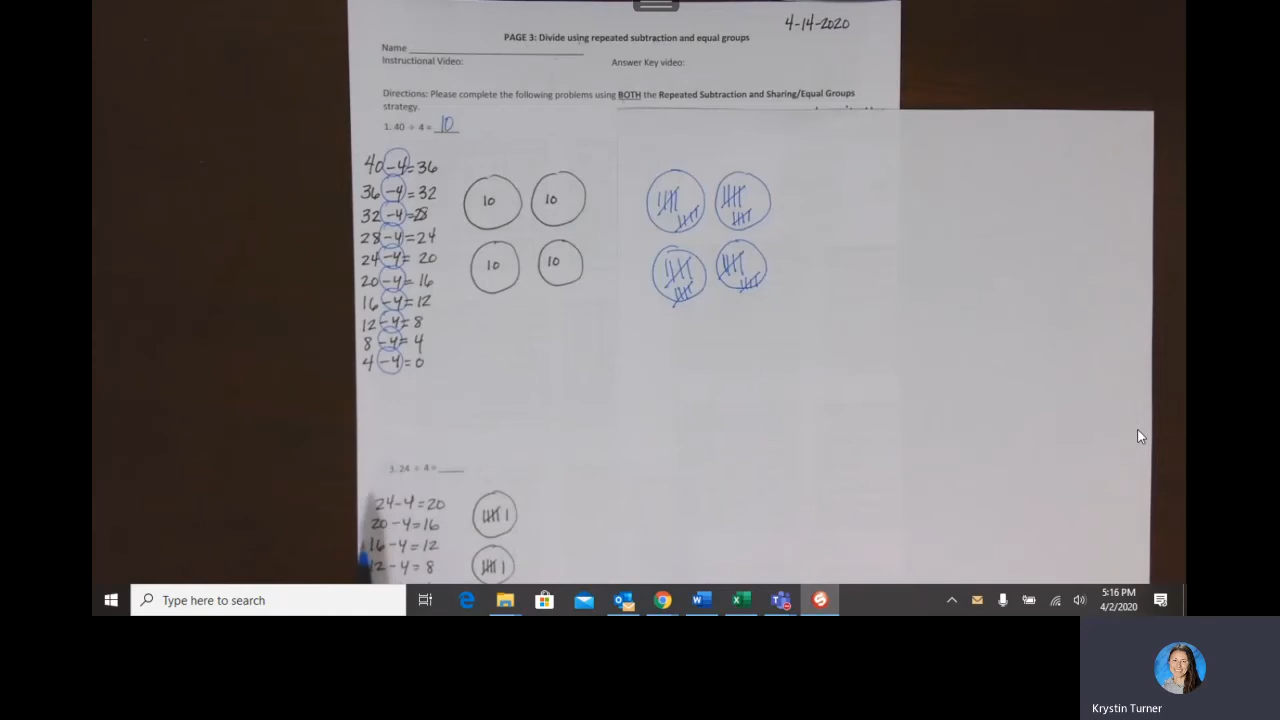 4-14-2020
PAGE 3: Divide using repeated subtraction and equal groups
Name
Instructional Video:
Answer Key video:
Directions: Please complete the following problems using BOTH the Repeated Subtraction and Sharing/Equal Groups
strategy.
1. 40 ÷ 4 = 10
40 -4 = 36
36 -4 = 32
32 -4 = 28
28 -4 = 24
24 -4 = 20
20 -4 = 16
16 -4 = 12
12 -4 = 8
8 -4 = 4
4 -4 = 0
10
10
10
10
3. 24 ÷ 4 = ____
24-4=20
20-4=16
16-4=12
12-4=8
Type here to search
5:16 PM
4/2/2020
Krystin Turner